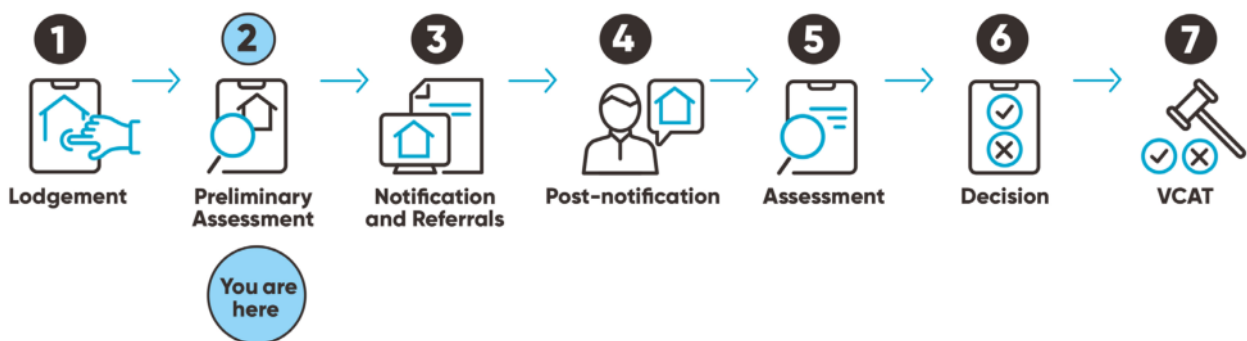 1
2
3
4
5
6
7
Lodgement
Preliminary
Assessment
Notification
and Referrals
Post-notification
Assessment
Decision
VCAT
You are
here